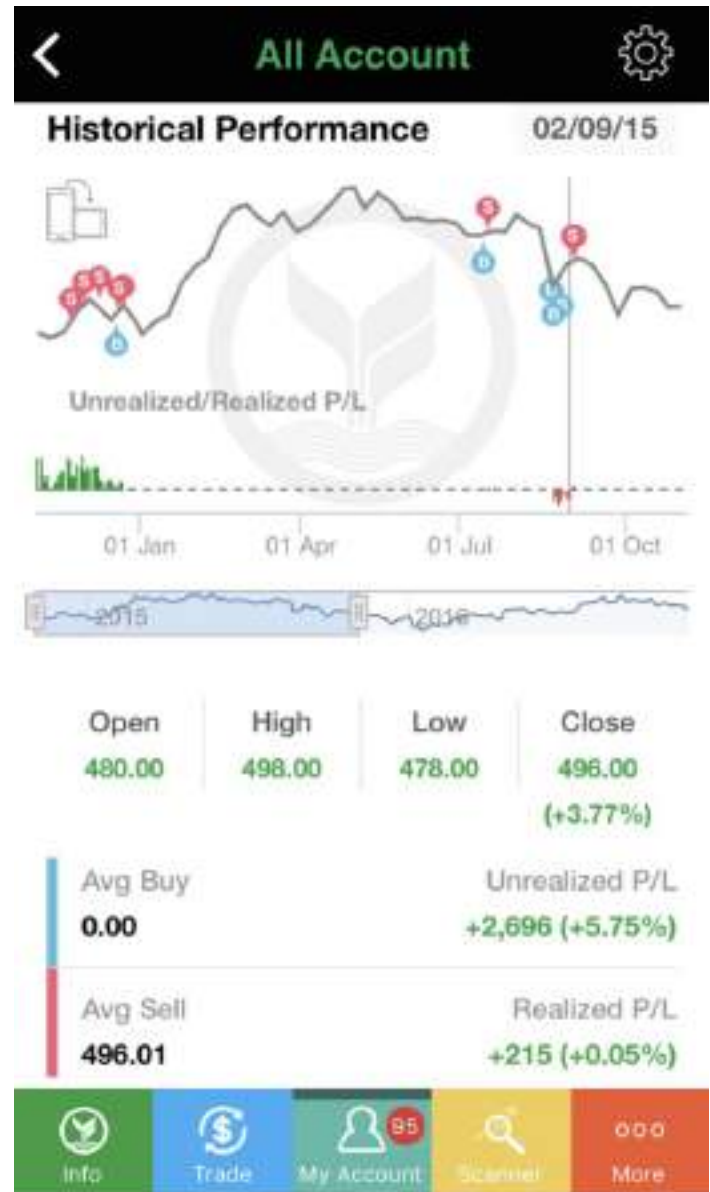 All Account
Historical Performance 02/09/15
S S S S S S
B B B B
Unrealized/Realized P/L
01 Jan 01 Apr 01 Jul 01 Oct
2015 2016
Open High Low Close
480.00 498.00 478.00 496.00
(+3.77%)
Avg Buy Unrealized P/L
0.00 +2,696 (+5.75%)
Avg Sell Realized P/L
496.01 +215 (+0.05%)
95
Info Trade My Account Scanner More